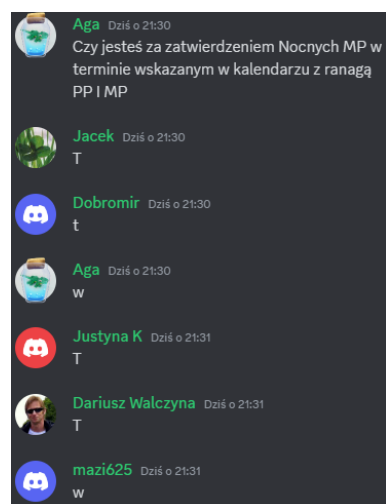 Aga Dziś o 21:30
Czy jesteś za zatwierdzeniem Nocnych MP w
terminie wskazanym w kalendarzu z ranagą
PP I MP
Jacek Dziś o 21:30
T
Dobromir Dziś o 21:30
t
Aga Dziś o 21:30
w
Justyna K Dziś o 21:31
T
Dariusz Walczyna Dziś o 21:31
T
mazi625 Dziś o 21:31
w